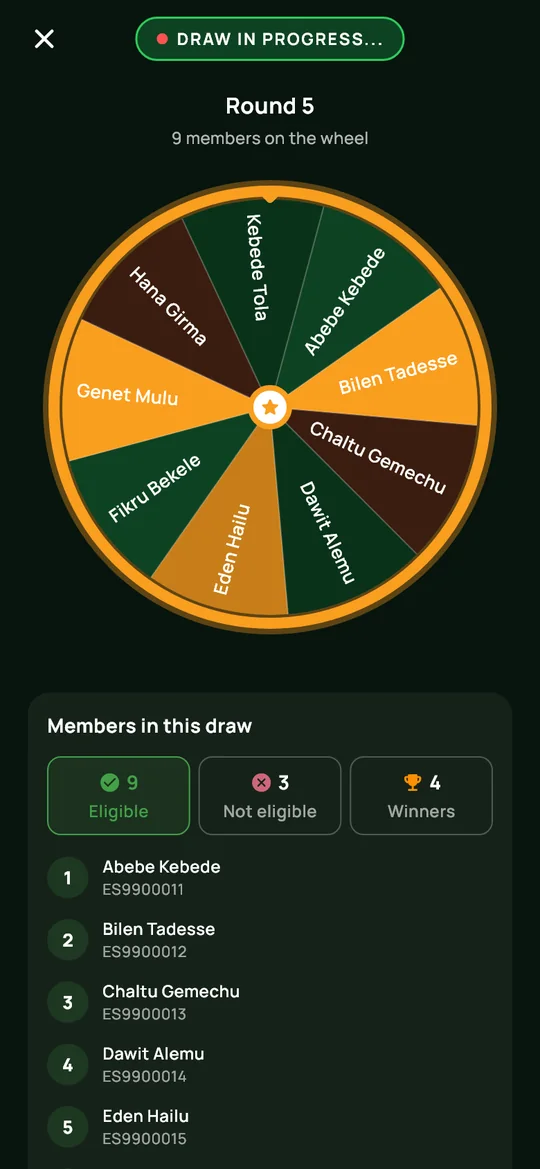 DRAW IN PROGRESS...
Round 5
9 members on the wheel
Kebede Tola
Abebe Kebede
Bilen Tadesse
Chaltu Gemechu
Dawit Alemu
Eden Hailu
Fikru Bekele
Genet Mulu
Hana Girma
Members in this draw
9
Eligible
3
Not eligible
4
Winners
1
Abebe Kebede
ES9900011
2
Bilen Tadesse
ES9900012
3
Chaltu Gemechu
ES9900013
4
Dawit Alemu
ES9900014
5
Eden Hailu
ES9900015